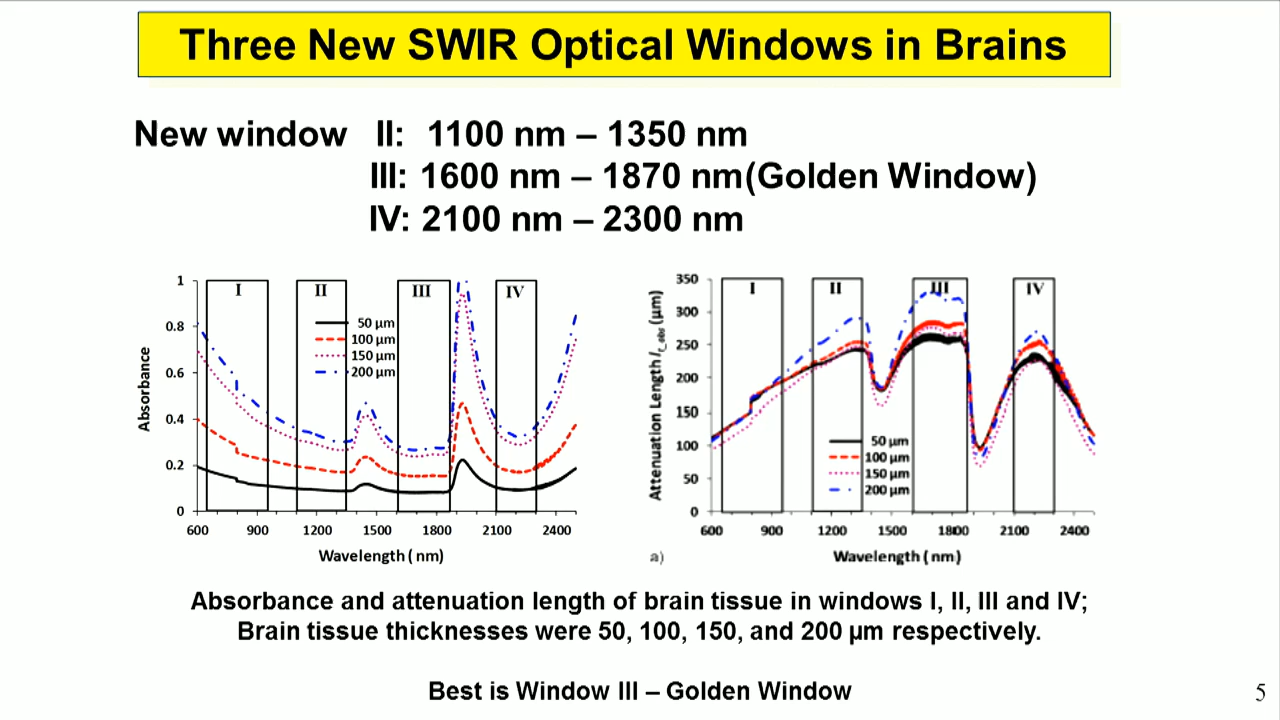 Three New SWIR Optical Windows in Brains
New window II: 1100 nm – 1350 nm
III: 1600 nm – 1870 nm(Golden Window)
IV: 2100 nm – 2300 nm
1
0.8
0.6
0.4
0.2
0
Absorbance
I II III IV
50 µm
100 µm
150 µm
200 µm
600 900 1200 1500 1800 2100 2400
Wavelength ( nm)
350
300
250
200
150
100
50
0
Attenuation Length lt_obs (µm)
I II III IV
50 µm
100 µm
150 µm
200 µm
600 900 1200 1500 1800 2100 2400
a) Wavelength ( nm)
Absorbance and attenuation length of brain tissue in windows I, II, III and IV;
Brain tissue thicknesses were 50, 100, 150, and 200 µm respectively.
Best is Window III – Golden Window
5